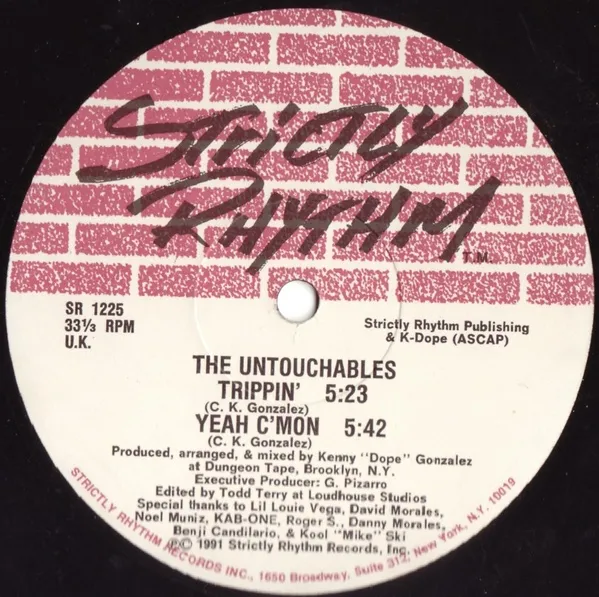 Strictly
Rhythm
T.M.
SR 1225
33⅓ RPM
U.K.
Strictly Rhythm Publishing
& K-Dope (ASCAP)
THE UNTOUCHABLES
TRIPPIN' 5:23
(C. K. Gonzalez)
YEAH C'MON 5:42
(C. K. Gonzalez)
Produced, arranged, & mixed by Kenny "Dope" Gonzalez
at Dungeon Tape, Brooklyn, N.Y.
Executive Producer: G. Pizarro
Edited by Todd Terry at Loudhouse Studios
Special thanks to Lil Louie Vega, David Morales,
Noel Muniz, KAB-ONE, Roger S., Danny Morales,
Benji Candilario, & Kool "Mike" Ski
℗© 1991 Strictly Rhythm Records, Inc.
STRICTLY RHYTHM RECORDS INC., 1650 Broadway, Suite 312, New York, N.Y. 10019